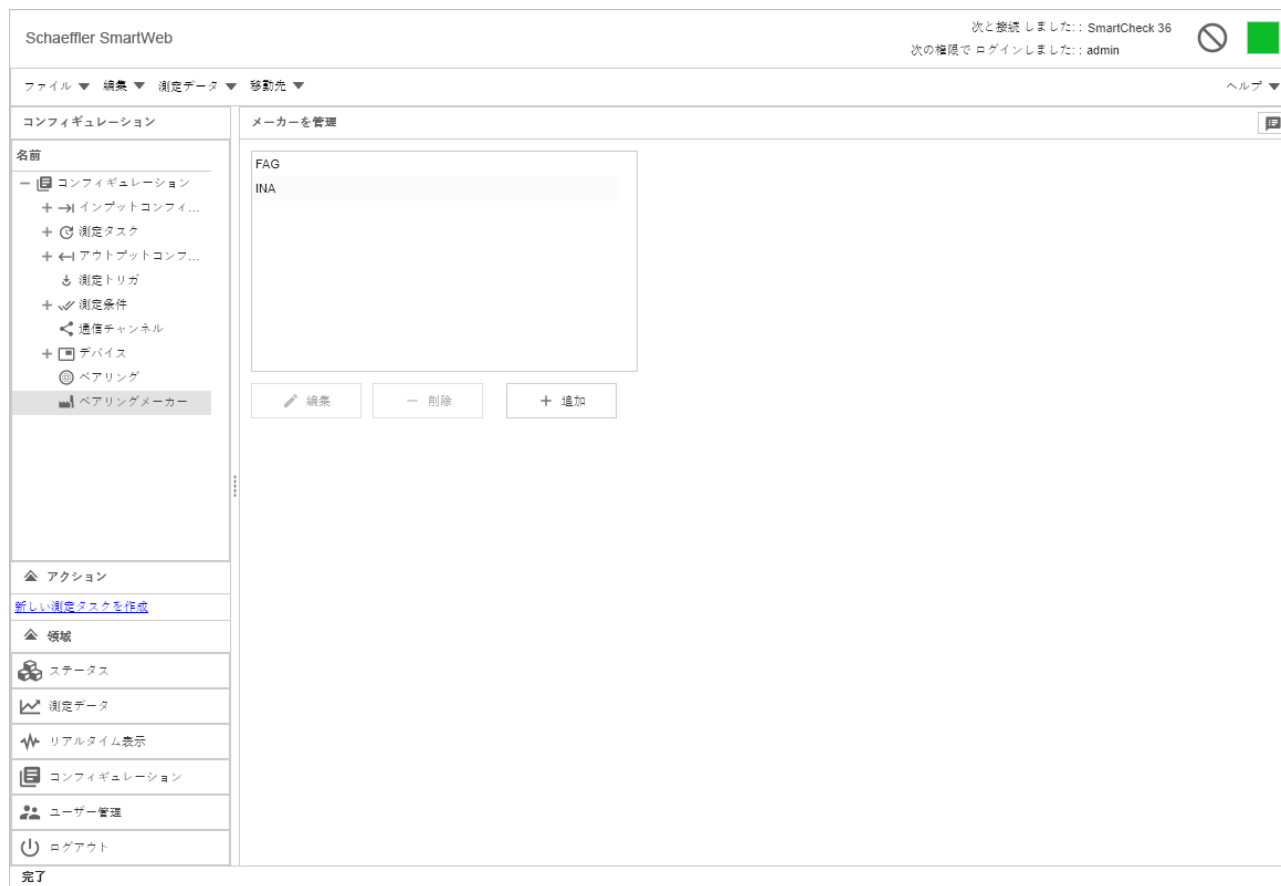 Schaeffler SmartWeb
次と接続 しました: : SmartCheck 36
次の権限で ログインしました: : admin
ファイル 編集 測定データ 移動先 ヘルプ
コンフィギュレーション
メーカーを管理
名前
コンフィギュレーション
インプットコンフィ...
測定タスク
アウトプットコンフ...
測定トリガ
測定条件
通信チャンネル
デバイス
ベアリング
ベアリングメーカー
FAG
INA
編集
削除
追加
アクション
新しい測定タスクを作成
領域
ステータス
測定データ
リアルタイム表示
コンフィギュレーション
ユーザー管理
ログアウト
完了